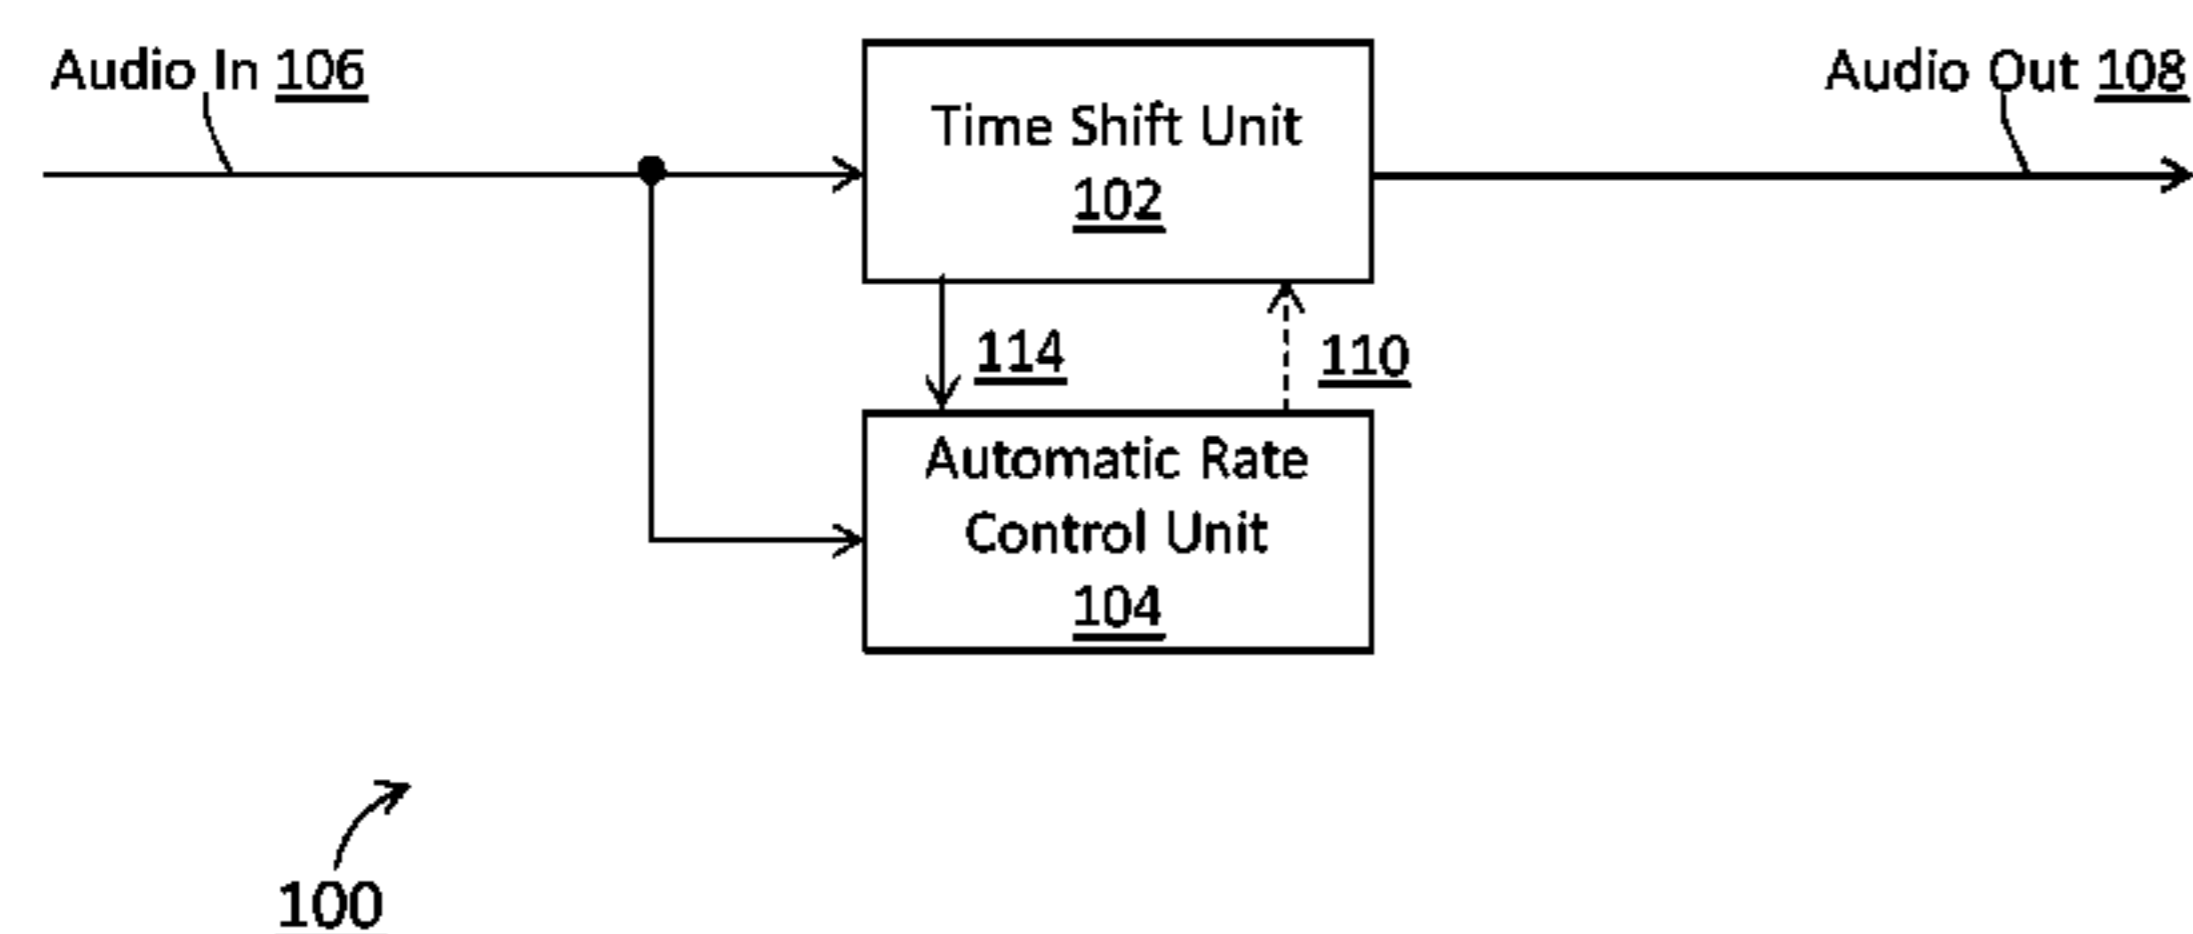 Audio In 106
Audio Out 108
Time Shift Unit
102
114
110
Automatic Rate
Control Unit
104
100